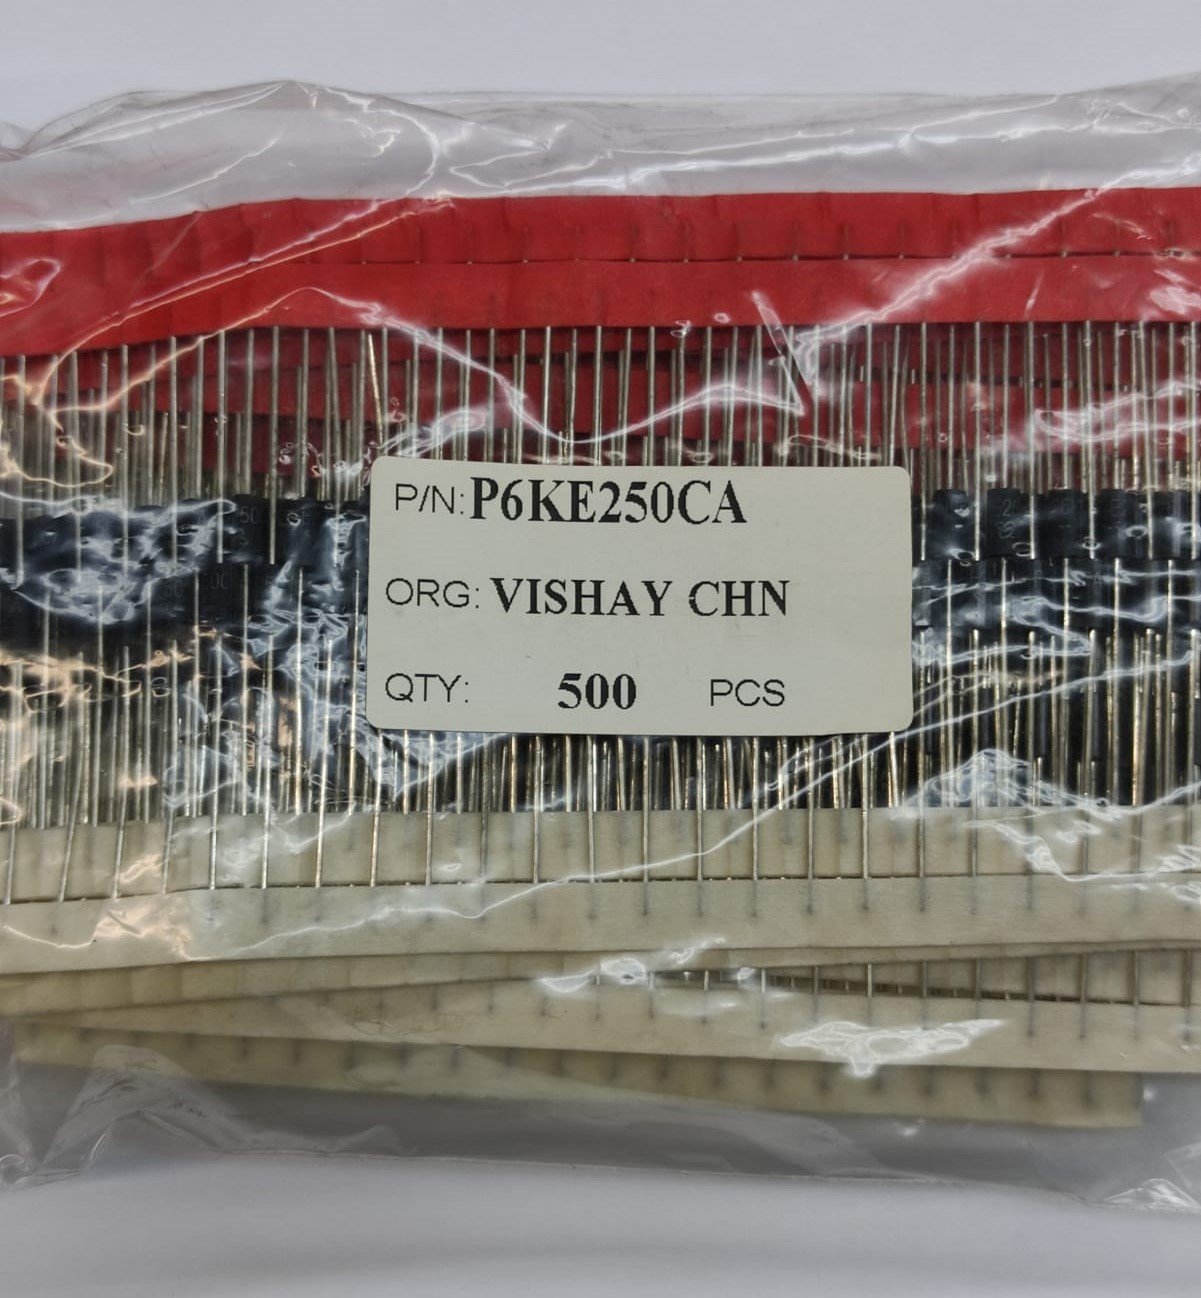 P/N: P6KE250CA
ORG: VISHAY CHN
QTY: 500 PCS